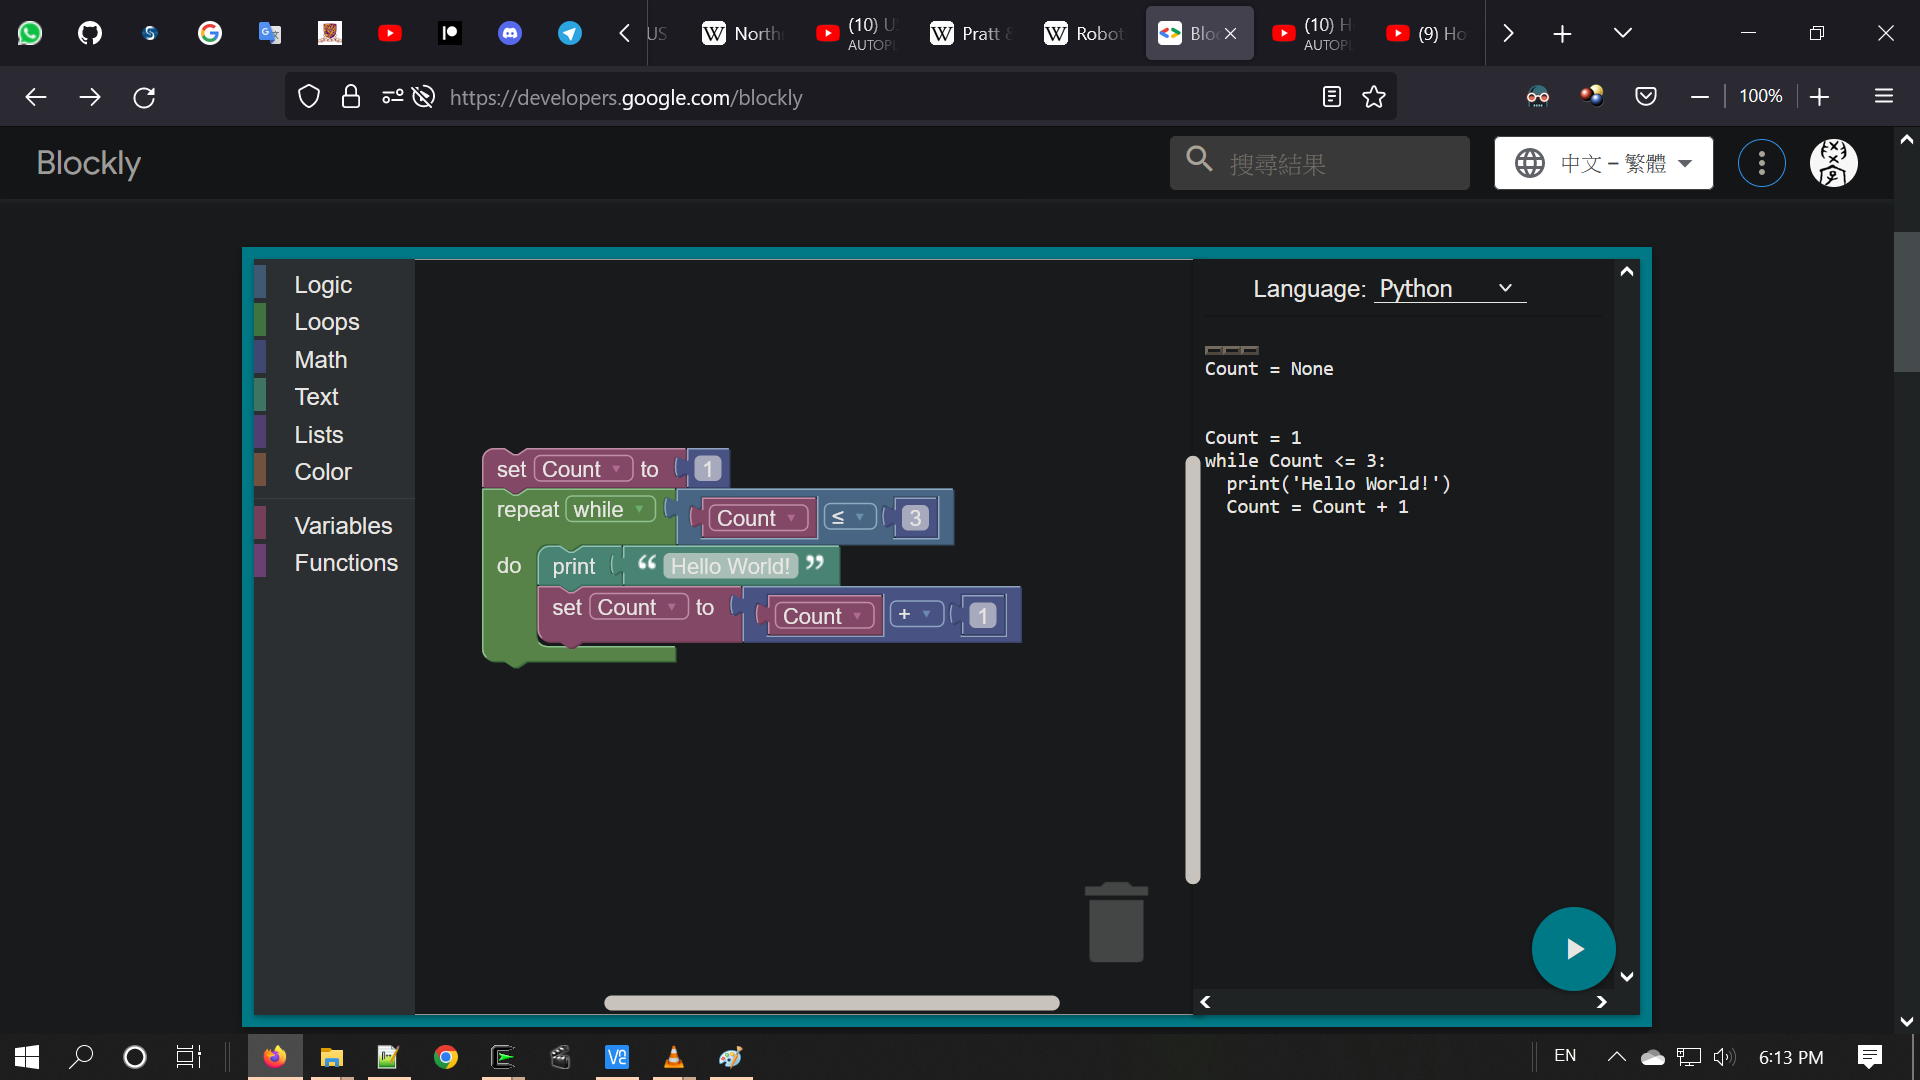 US
North
(10) U
AUTOPL
Pratt &
Robot
Bloc
(10) H
AUTOPL
(9) Ho
https://developers.google.com/blockly
100%
Blockly
搜尋結果
中文 – 繁體
Logic
Loops
Math
Text
Lists
Color
Variables
Functions
set Count to 1
repeat while Count ≤ 3
do print “ Hello World! ”
set Count to Count + 1
Language: Python
Count = None
Count = 1
while Count <= 3:
print('Hello World!')
Count = Count + 1
EN
6:13 PM